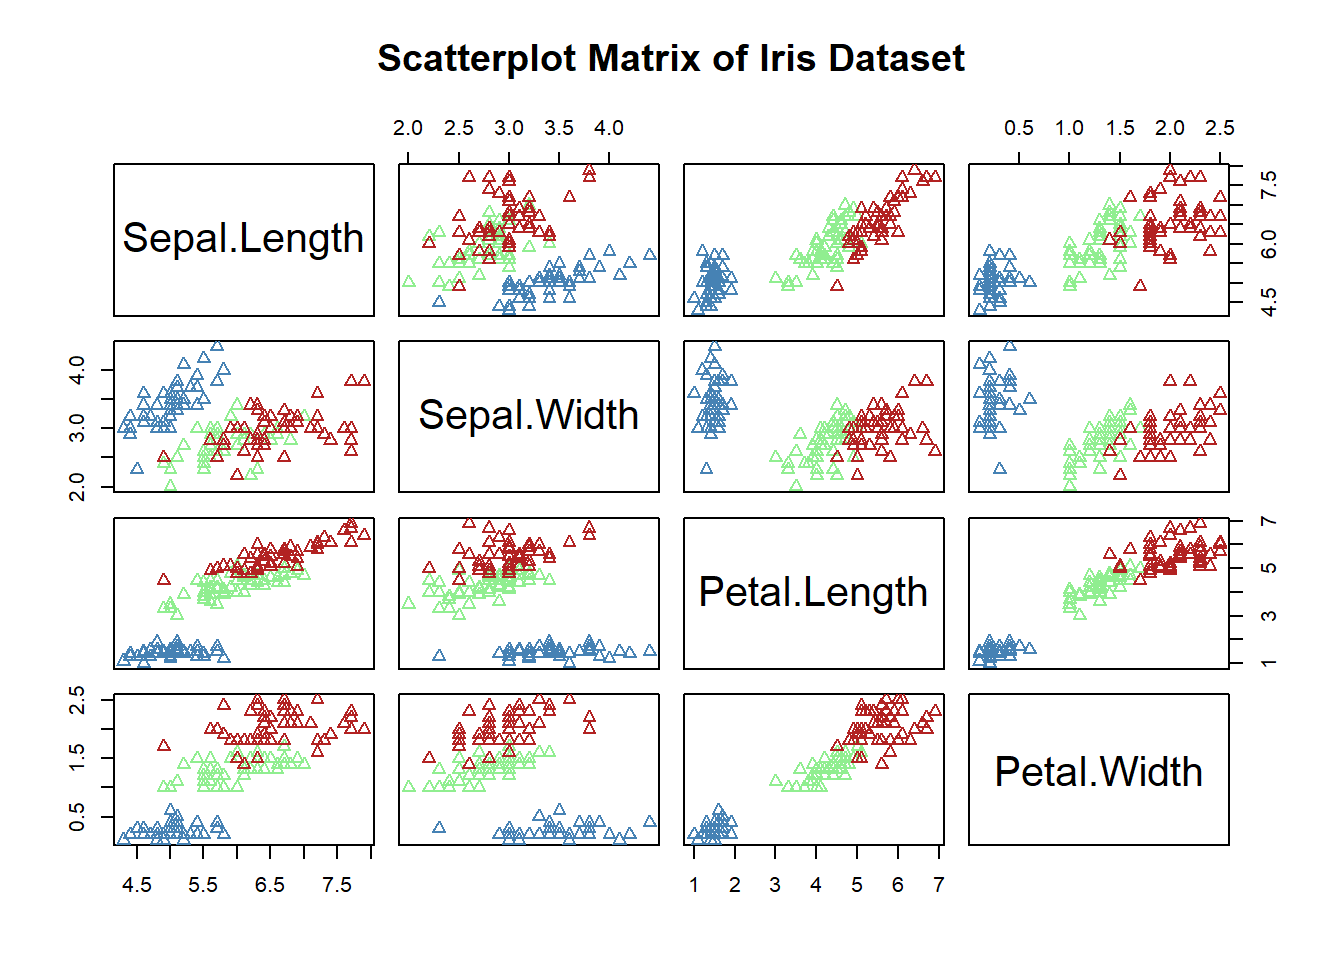 Scatterplot Matrix of Iris Dataset
2.0 2.5 3.0 3.5 4.0
0.5 1.0 1.5 2.0 2.5
Sepal.Length
4.5 6.0 7.5
2.0 3.0 4.0
Sepal.Width
Petal.Length
1 3 5 7
0.5 1.5 2.5
Petal.Width
4.5 5.5 6.5 7.5
1 2 3 4 5 6 7